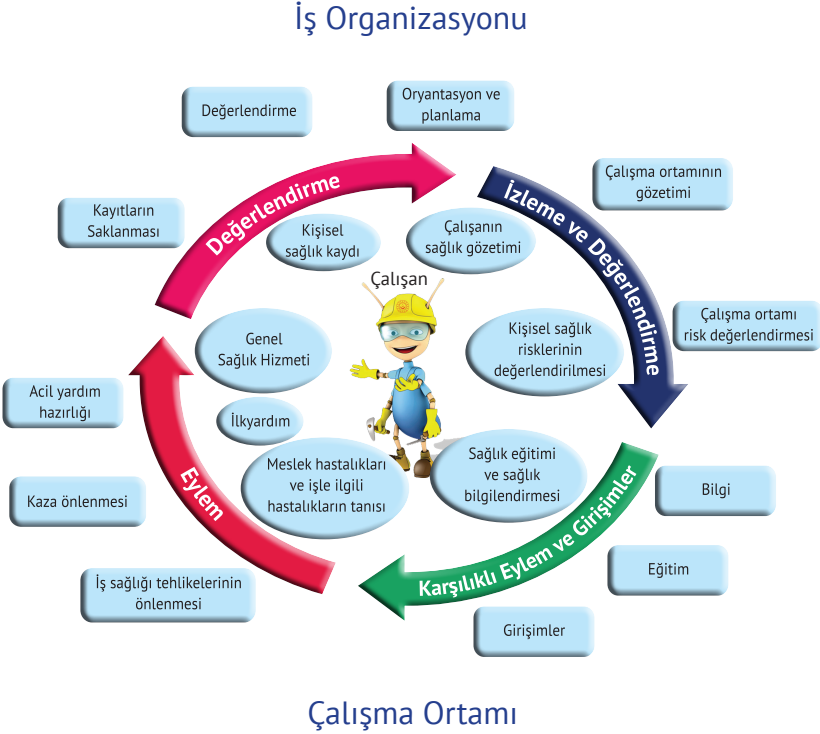 İş Organizasyonu
Değerlendirme
Oryantasyon ve
planlama
Çalışma ortamının
gözetimi
Kayıtların
Saklanması
Değerlendirme
İzleme ve Değerlendirme
Kişisel
sağlık kaydı
Çalışanın
sağlık gözetimi
Çalışan
Çalışma ortamı
risk değerlendirmesi
Genel
Sağlık Hizmeti
Kişisel sağlık
risklerinin
değerlendirilmesi
Acil yardım
hazırlığı
İlkyardım
Meslek hastalıkları
ve işle ilgili
hastalıkların tanısı
Sağlık eğitimi
ve sağlık
bilgilendirmesi
Eylem
Karşılıklı Eylem ve Girişimler
Bilgi
Kaza önlenmesi
Eğitim
İş sağlığı tehlikelerinin
önlenmesi
Girişimler
Çalışma Ortamı